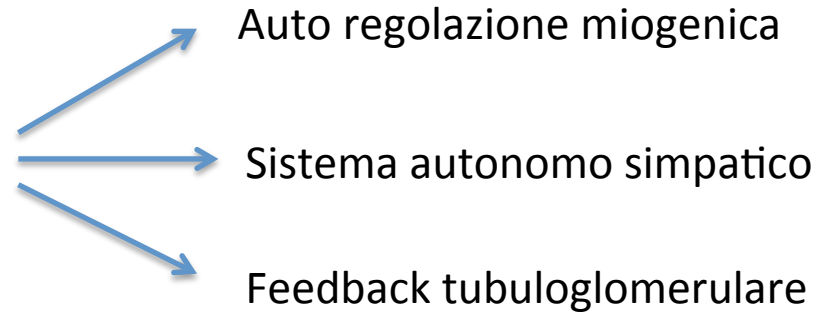 Auto regolazione miogenica
Sistema autonomo simpatico
Feedback tubuloglomerulare